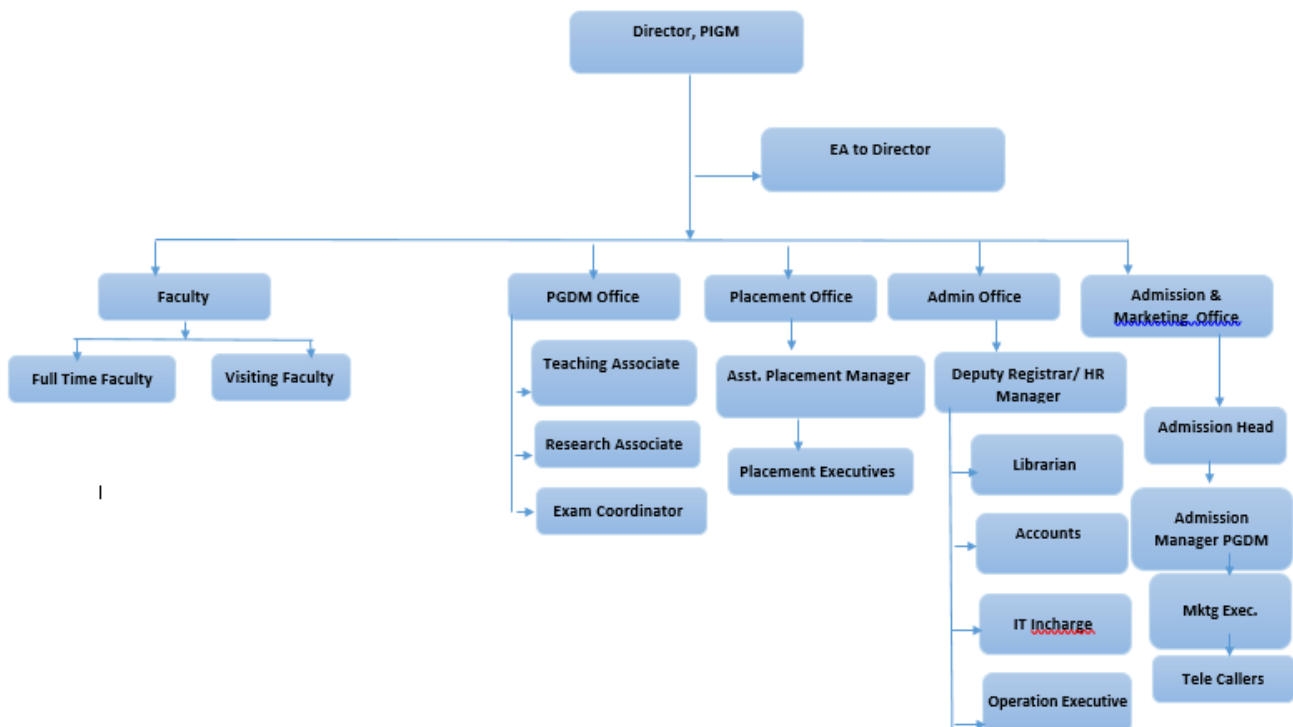 Director, PIGM
EA to Director
Faculty
PGDM Office
Placement Office
Admin Office
Admission &
Marketing Office
Full Time Faculty
Visiting Faculty
Teaching Associate
Research Associate
Exam Coordinator
Asst. Placement Manager
Placement Executives
Deputy Registrar/ HR
Manager
Librarian
Accounts
IT Incharge
Operation Executive
Admission Head
Admission
Manager PGDM
Mktg Exec.
Tele Callers